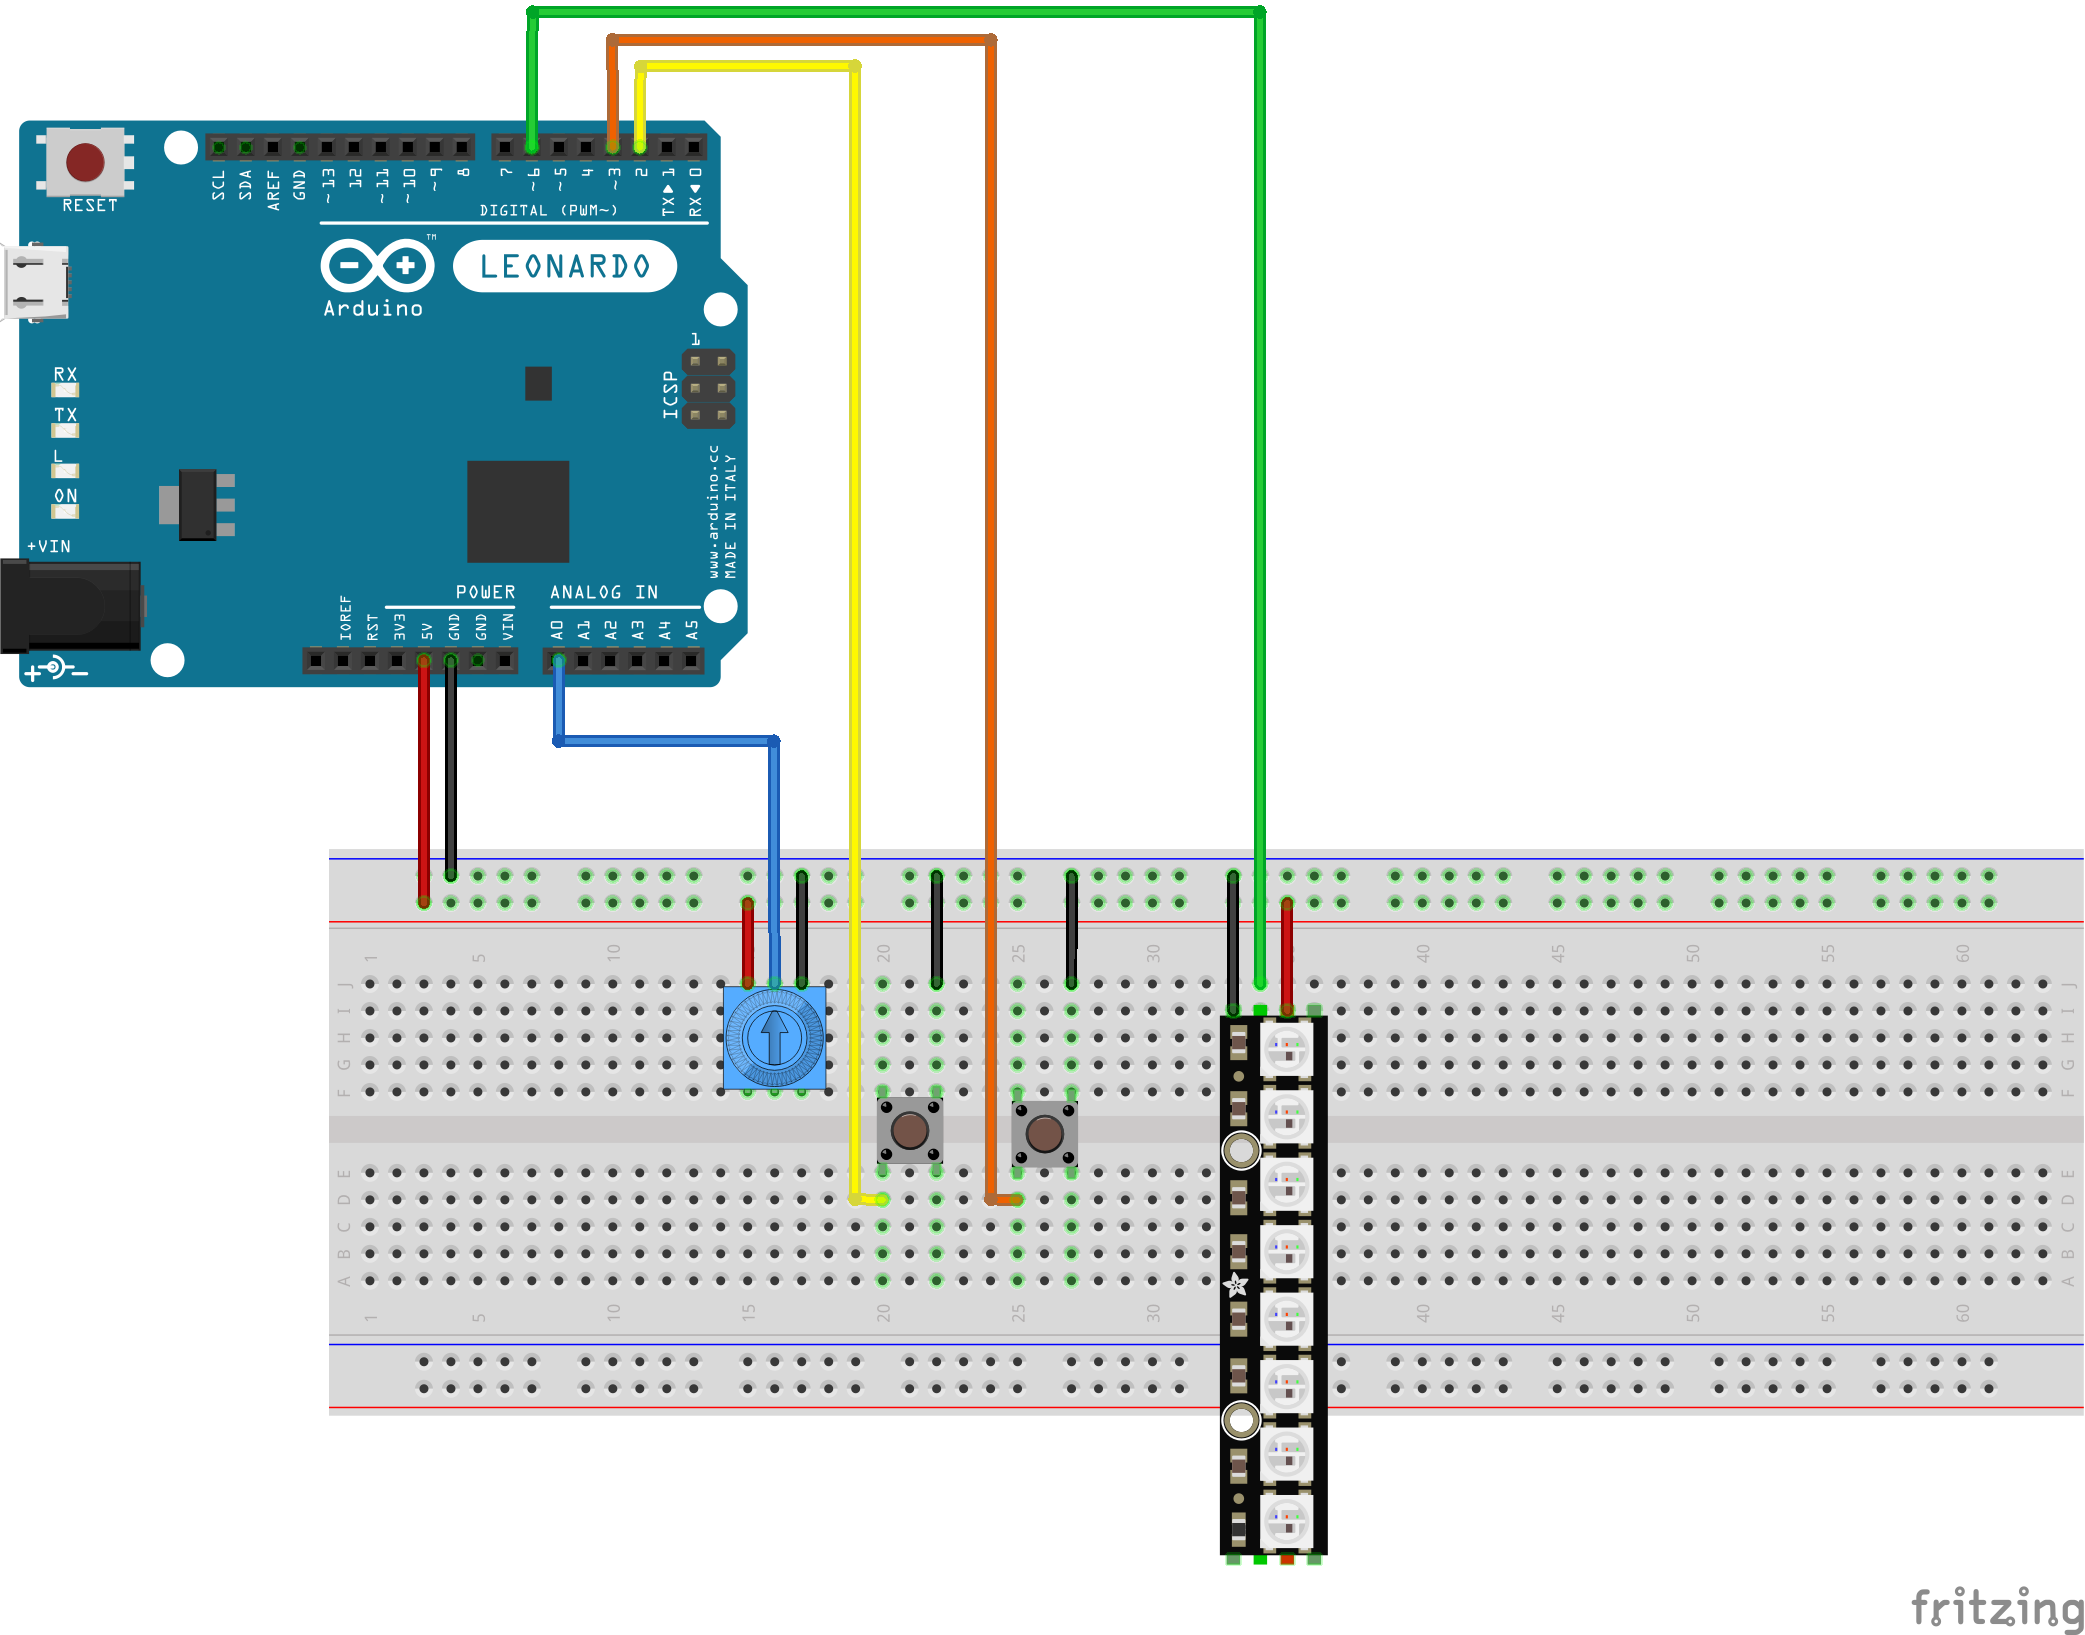 SCL SDA AREF GND ~13 12 ~11 ~10 ~9 8 7 ~6 ~5 4 ~3 2 TX▶1 RX◀0
RESET
DIGITAL (PWM~)
TM
LEONARDO
Arduino
1
ICSP
RX
TX
L
ON
www.arduino.cc
MADE IN ITALY
+VIN
POWER ANALOG IN
IOREF RST 3V3 5V GND GND VIN A0 A1 A2 A3 A4 A5
+ -
1 5 10 20 25 30 40 45 50 55 60
J J
I I
H H
G G
F F
E E
D D
C C
B B
A A
1 5 10 15 20 25 30 40 45 50 55 60
fritzing